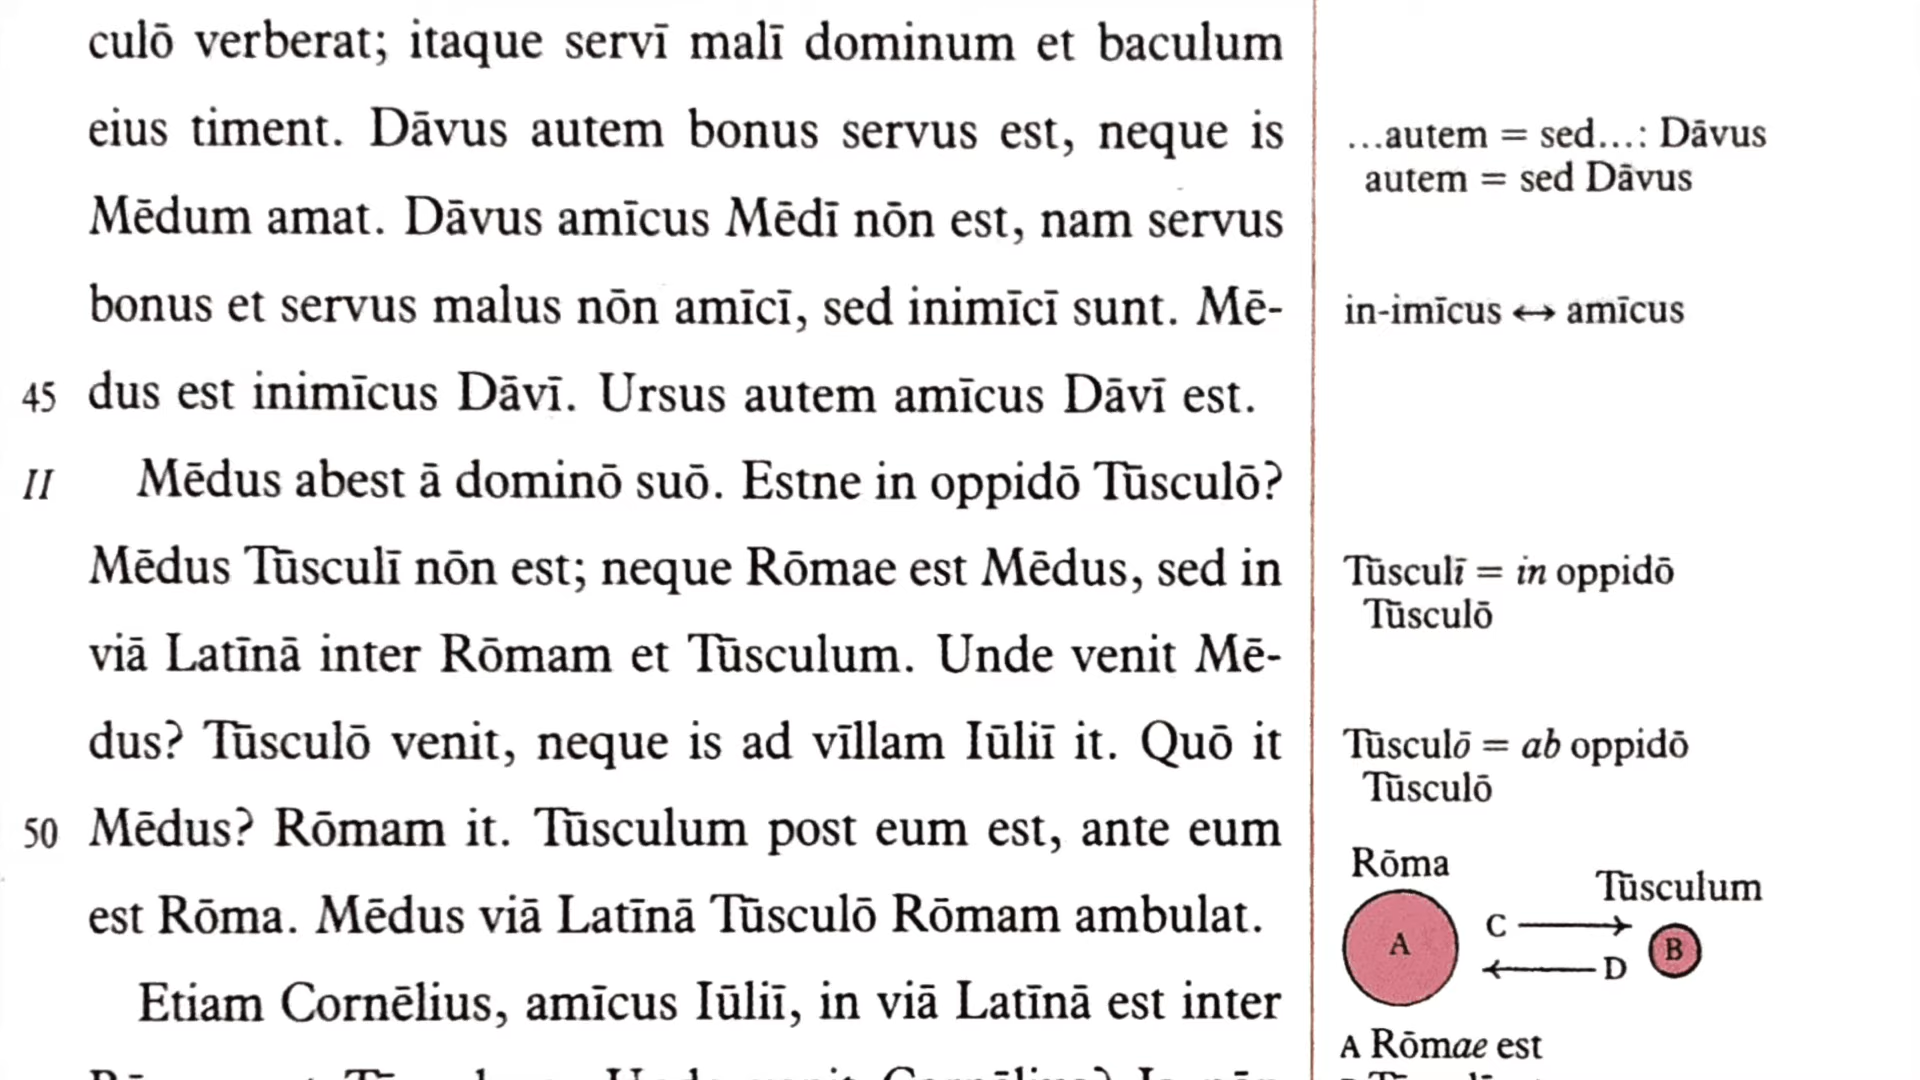 culō verberat; itaque servī malī dominum et baculum
eius timent. Dāvus autem bonus servus est, neque is
Mēdum amat. Dāvus amīcus Mēdī nōn est, nam servus
bonus et servus malus nōn amīcī, sed inimīcī sunt. Mē-
45 dus est inimīcus Dāvī. Ursus autem amīcus Dāvī est.
II Mēdus abest ā dominō suō. Estne in oppidō Tūsculō?
Mēdus Tūsculī nōn est; neque Rōmae est Mēdus, sed in
viā Latīnā inter Rōmam et Tūsculum. Unde venit Mē-
dus? Tūsculō venit, neque is ad vīllam Iūliī it. Quō it
50 Mēdus? Rōmam it. Tūsculum post eum est, ante eum
est Rōma. Mēdus viā Latīnā Tūsculō Rōmam ambulat.
Etiam Cornēlius, amīcus Iūliī, in viā Latīnā est inter
...autem = sed...: Dāvus
autem = sed Dāvus
in-imīcus ↔ amīcus
Tūsculī = in oppidō
Tūsculō
Tūsculō = ab oppidō
Tūsculō
Rōma
Tūsculum
A
C
B
D
A Rōmae est